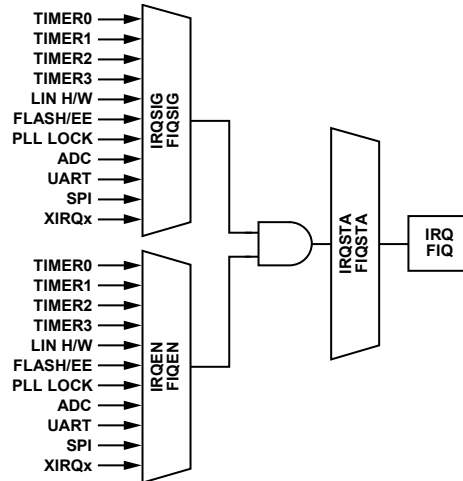 TIMER0
TIMER1
TIMER2
TIMER3
LIN H/W
FLASH/EE
PLL LOCK
ADC
UART
SPI
XIRQx
IRQSIG
FIQSIG
TIMER0
TIMER1
TIMER2
TIMER3
LIN H/W
FLASH/EE
PLL LOCK
ADC
UART
SPI
XIRQx
IRQEN
FIQEN
IRQSTA
FIQSTA
IRQ
FIQ